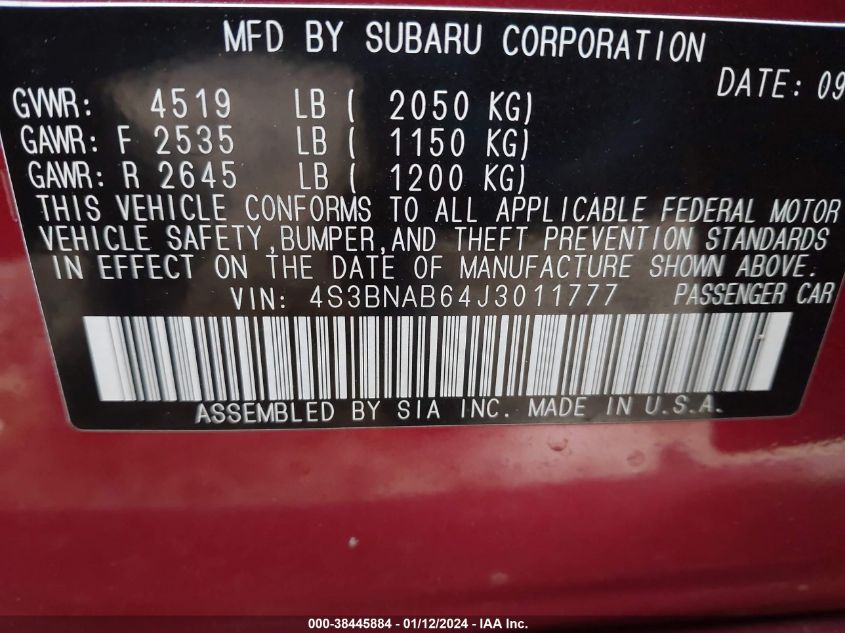 MFD BY SUBARU CORPORATION
DATE: 09
GVWR: 4519 LB ( 2050 KG)
GAWR: F 2535 LB ( 1150 KG)
GAWR: R 2645 LB ( 1200 KG)
THIS VEHICLE CONFORMS TO ALL APPLICABLE FEDERAL MOTOR
VEHICLE SAFETY,BUMPER,AND THEFT PREVENTION STANDARDS
IN EFFECT ON THE DATE OF MANUFACTURE SHOWN ABOVE.
VIN: 4S3BNAB64J3011777 PASSENGER CAR
ASSEMBLED BY SIA INC. MADE IN U.S.A.
000-38445884 - 01/12/2024 - IAA Inc.